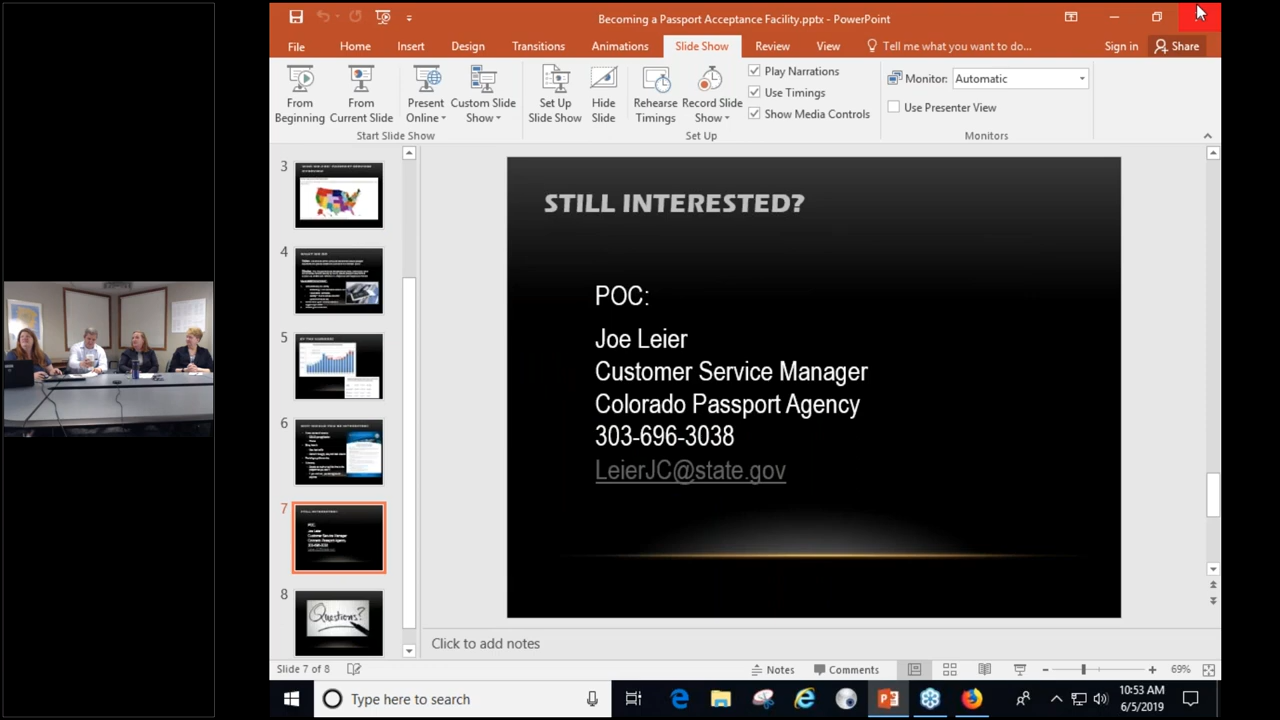 Becoming a Passport Acceptance Facility.pptx - PowerPoint
File Home Insert Design Transitions Animations Slide Show Review View Tell me what you want to do... Sign in Share
From Beginning
From Current Slide
Present Online
Custom Slide Show
Set Up Slide Show
Hide Slide
Rehearse Timings
Record Slide Show
Play Narrations
Use Timings
Show Media Controls
Monitor: Automatic
Use Presenter View
Start Slide Show
Set Up
Monitors
3
4
5
6
7
8
Questions?
STILL INTERESTED?
POC:
Joe Leier
Customer Service Manager
Colorado Passport Agency
303-696-3038
LeierJC@state.gov
Click to add notes
Slide 7 of 8
Notes Comments 69%
Type here to search
10:53 AM
6/5/2019